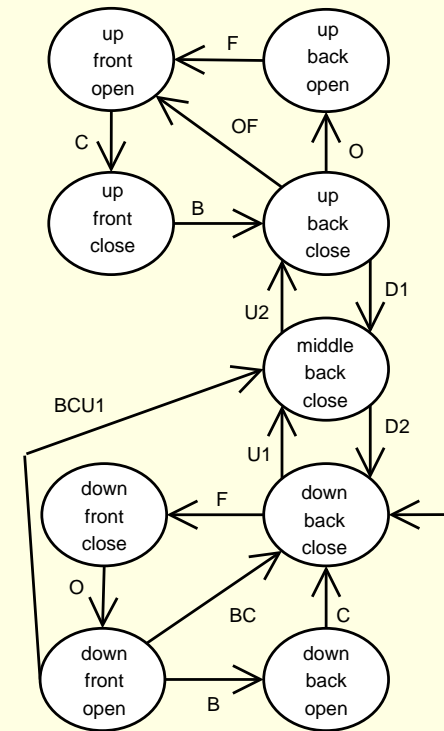 up
front
open
F
up
back
open
C
OF
O
up
front
close
B
up
back
close
U2
D1
middle
back
close
BCU1
U1
D2
down
front
close
F
down
back
close
O
BC
C
down
front
open
B
down
back
open